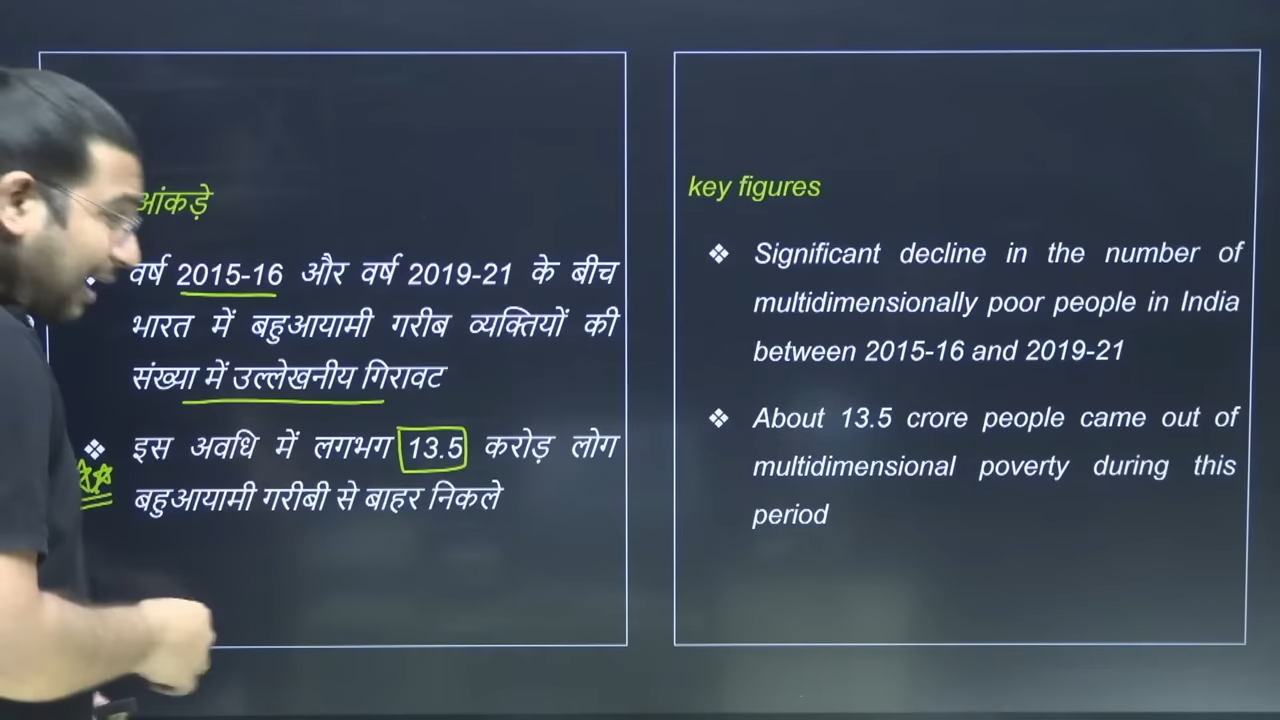 आंकड़े
वर्ष 2015-16 और वर्ष 2019-21 के बीच
भारत में बहुआयामी गरीब व्यक्तियों की
संख्या में उल्लेखनीय गिरावट
❖ इस अवधि में लगभग 13.5 करोड़ लोग
बहुआयामी गरीबी से बाहर निकले
key figures
❖ Significant decline in the number of
multidimensionally poor people in India
between 2015-16 and 2019-21
❖ About 13.5 crore people came out of
multidimensional poverty during this
period